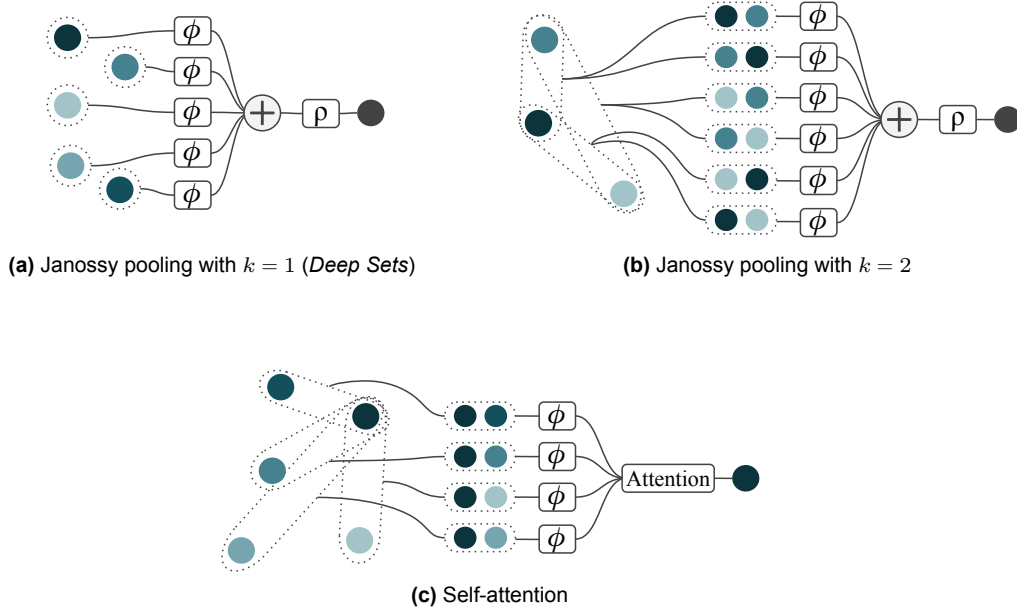 ϕ
ϕ
ϕ
ϕ
ϕ
+ ρ
(a) Janossy pooling with k = 1 (Deep Sets)
ϕ
ϕ
ϕ
ϕ
ϕ
ϕ
+ ρ
(b) Janossy pooling with k = 2
ϕ
ϕ
ϕ
ϕ
Attention
(c) Self-attention